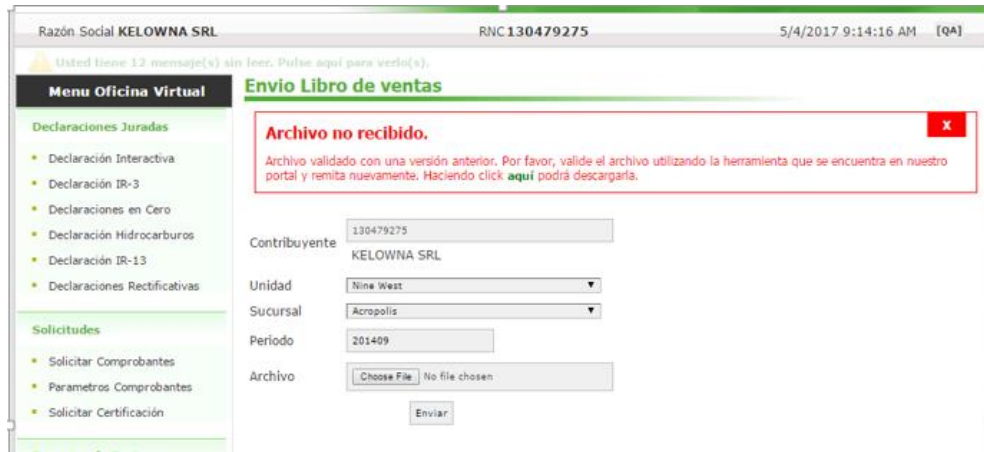 Razón Social KELOWNA SRL RNC130479275 5/4/2017 9:14:16 AM [QA]
Usted tiene 12 mensaje(s) sin leer. Pulse aqui para verlo(s).
Menu Oficina Virtual
Declaraciones Juradas
Declaración Interactiva
Declaración IR-3
Declaraciones en Cero
Declaración Hidrocarburos
Declaración IR-13
Declaraciones Rectificativas
Solicitudes
Solicitar Comprobantes
Parametros Comprobantes
Solicitar Certificación
Envio Libro de ventas
Archivo no recibido.
X
Archivo validado con una versión anterior. Por favor, valide el archivo utilizando la herramienta que se encuentra en nuestro
portal y remita nuevamente. Haciendo click aquí podrá descargarla.
Contribuyente 130479275
KELOWNA SRL
Unidad Nine West
Sucursal Acropolis
Periodo 201409
Archivo Choose File No file chosen
Enviar